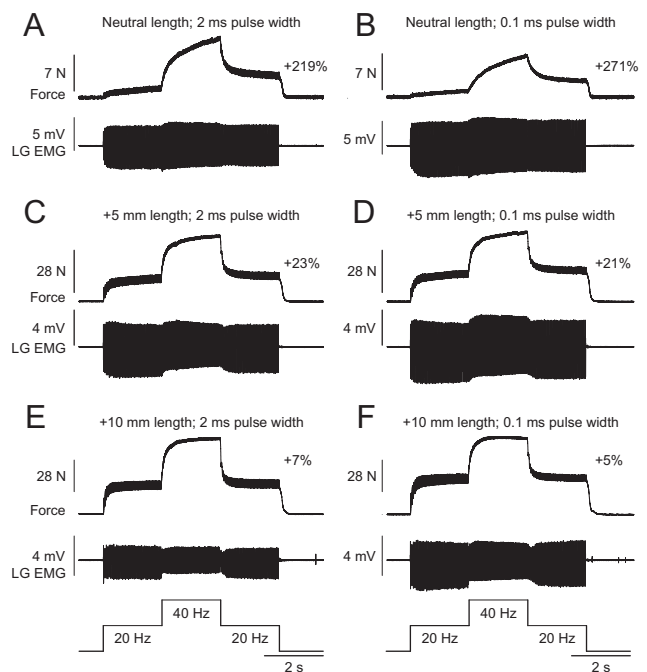 A
Neutral length; 2 ms pulse width
7 N
Force
+219%
5 mV
LG EMG
B
Neutral length; 0.1 ms pulse width
7 N
+271%
5 mV
C
+5 mm length; 2 ms pulse width
28 N
Force
+23%
4 mV
LG EMG
D
+5 mm length; 0.1 ms pulse width
28 N
+21%
4 mV
E
+10 mm length; 2 ms pulse width
28 N
Force
+7%
4 mV
LG EMG
F
+10 mm length; 0.1 ms pulse width
28 N
+5%
4 mV
40 Hz
20 Hz
20 Hz
2 s
40 Hz
20 Hz
20 Hz
2 s